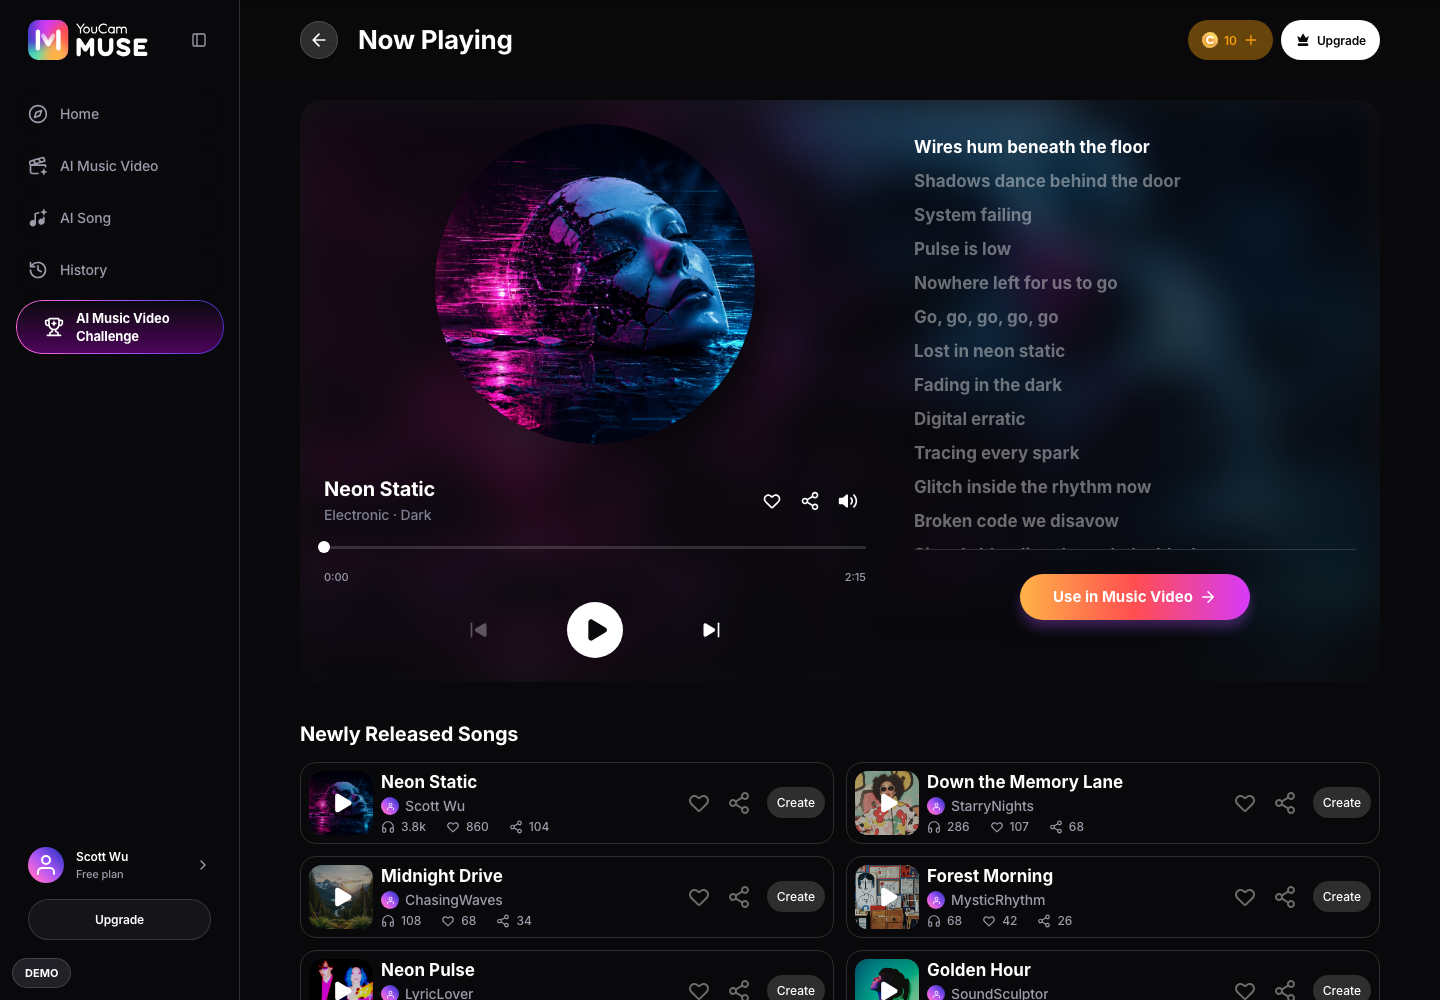 YouCam
MUSE
Home
AI Music Video
AI Song
History
AI Music Video
Challenge
Scott Wu
Free plan
Upgrade
DEMO
Now Playing
10
Upgrade
Neon Static
Electronic · Dark
0:00
2:15
Wires hum beneath the floor
Shadows dance behind the door
System failing
Pulse is low
Nowhere left for us to go
Go, go, go, go, go
Lost in neon static
Fading in the dark
Digital erratic
Tracing every spark
Glitch inside the rhythm now
Broken code we disavow
Use in Music Video
Newly Released Songs
Neon Static
Scott Wu
3.8k 860 104
Create
Down the Memory Lane
StarryNights
286 107 68
Create
Midnight Drive
ChasingWaves
108 68 34
Create
Forest Morning
MysticRhythm
68 42 26
Create
Neon Pulse
LyricLover
Create
Golden Hour
SoundSculptor
Create